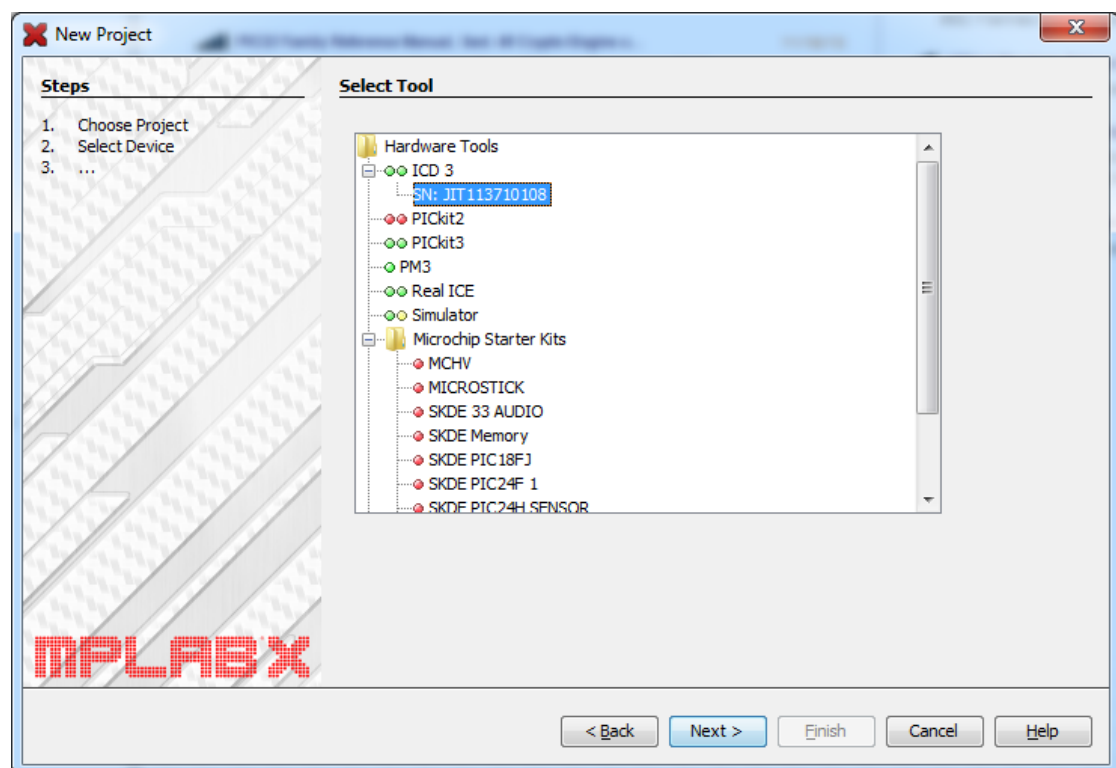 New Project
Steps
1. Choose Project
2. Select Device
3. ...
Select Tool
Hardware Tools
ICD 3
SN: JIT113710108
PICkit2
PICkit3
PM3
Real ICE
Simulator
Microchip Starter Kits
MCHV
MICROSTICK
SKDE 33 AUDIO
SKDE Memory
SKDE PIC18FJ
SKDE PIC24F 1
SKDE PIC24H SENSOR
MPLAB X
< Back Next > Finish Cancel Help